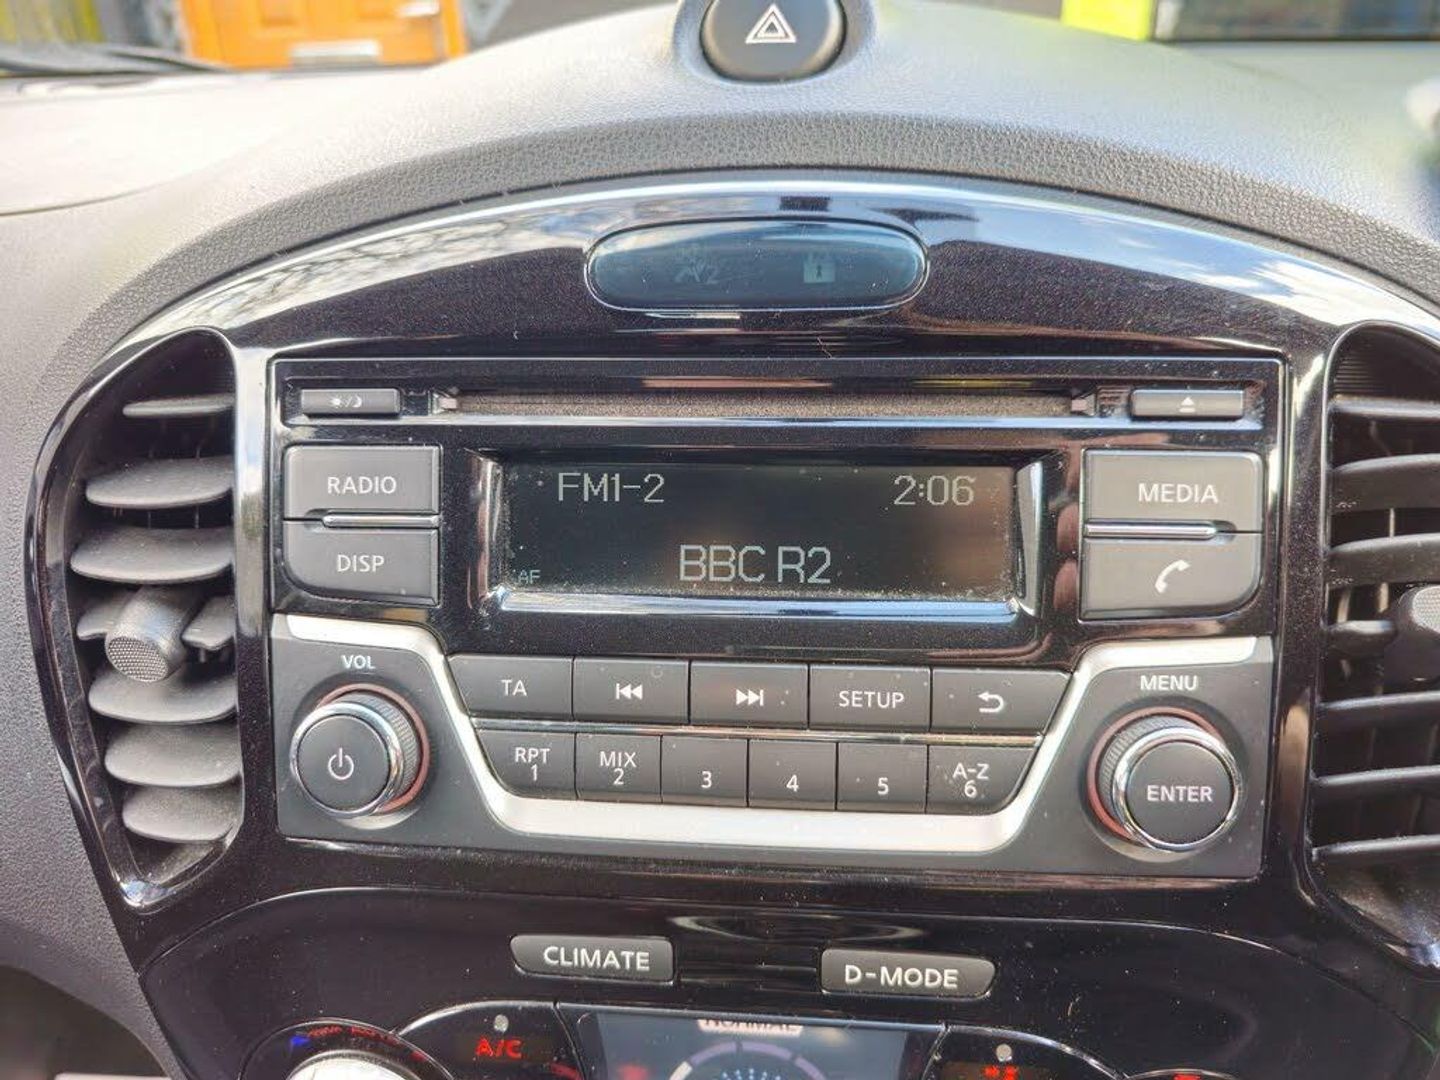 RADIO
DISP
FM1-2 2:06
BBC R2
AF
MEDIA
VOL
MENU
TA
SETUP
RPT
1
MIX
2
3
4
5
A-Z
6
ENTER
CLIMATE
D-MODE
A/C
NORMAL